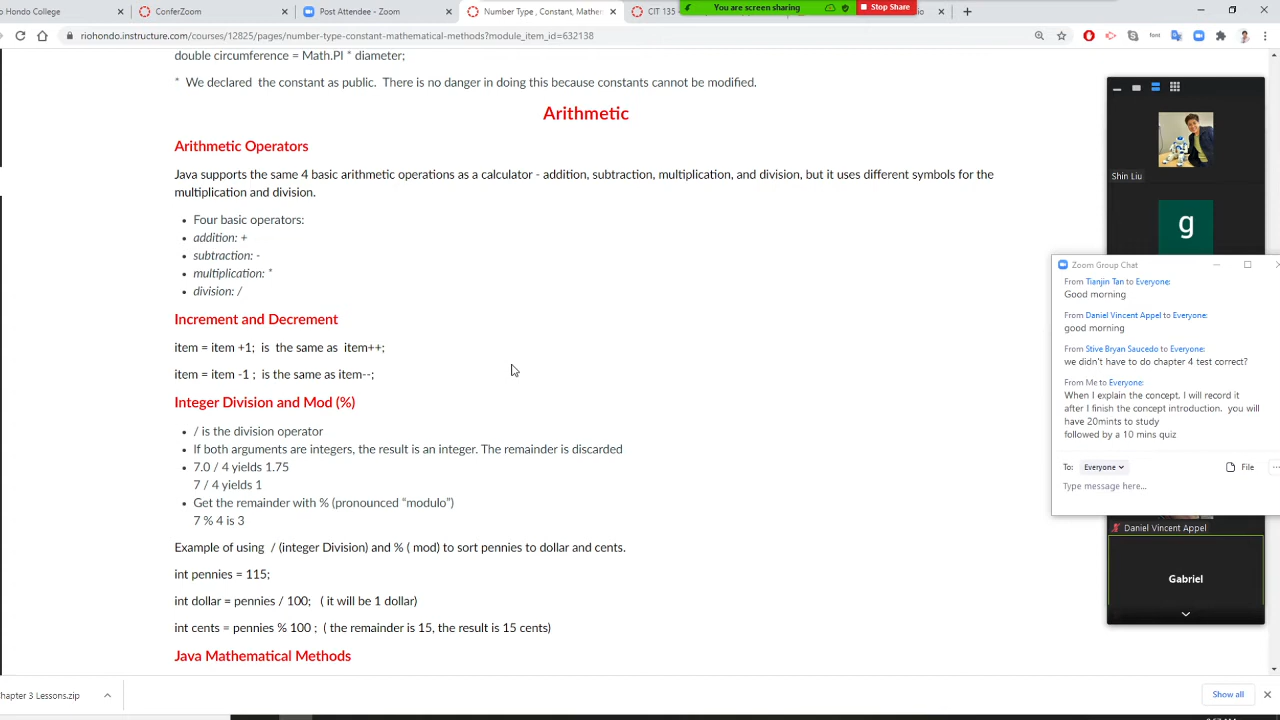 o Hondo College
ConferZoom
Post Attendee - Zoom
Number Type , Constant, Mathem
CIT 135 -
You are screen sharing
Stop Share
io
riohondo.instructure.com/courses/12825/pages/number-type-constant-mathematical-methods?module_item_id=632138
double circumference = Math.PI * diameter;
* We declared the constant as public. There is no danger in doing this because constants cannot be modified.
Arithmetic
Arithmetic Operators
Java supports the same 4 basic arithmetic operations as a calculator - addition, subtraction, multiplication, and division, but it uses different symbols for the
multiplication and division.
• Four basic operators:
• addition: +
• subtraction: -
• multiplication: *
• division: /
Increment and Decrement
item = item +1; is the same as item++;
item = item -1 ; is the same as item--;
Integer Division and Mod (%)
• / is the division operator
• If both arguments are integers, the result is an integer. The remainder is discarded
• 7.0 / 4 yields 1.75
7 / 4 yields 1
• Get the remainder with % (pronounced “modulo”)
7 % 4 is 3
Example of using / (integer Division) and % ( mod) to sort pennies to dollar and cents.
int pennies = 115;
int dollar = pennies / 100; ( it will be 1 dollar)
int cents = pennies % 100 ; ( the remainder is 15, the result is 15 cents)
Java Mathematical Methods
Shin Liu
g
Zoom Group Chat
From Tianjin Tan to Everyone:
Good morning
From Daniel Vincent Appel to Everyone:
good morning
From Stive Bryan Saucedo to Everyone:
we didn't have to do chapter 4 test correct?
From Me to Everyone:
When I explain the concept, I will record it
after I finish the concept introduction. you will
have 20mints to study
followed by a 10 mins quiz
To: Everyone
File
Type message here...
Daniel Vincent Appel
Gabriel
hapter 3 Lessons.zip
Show all